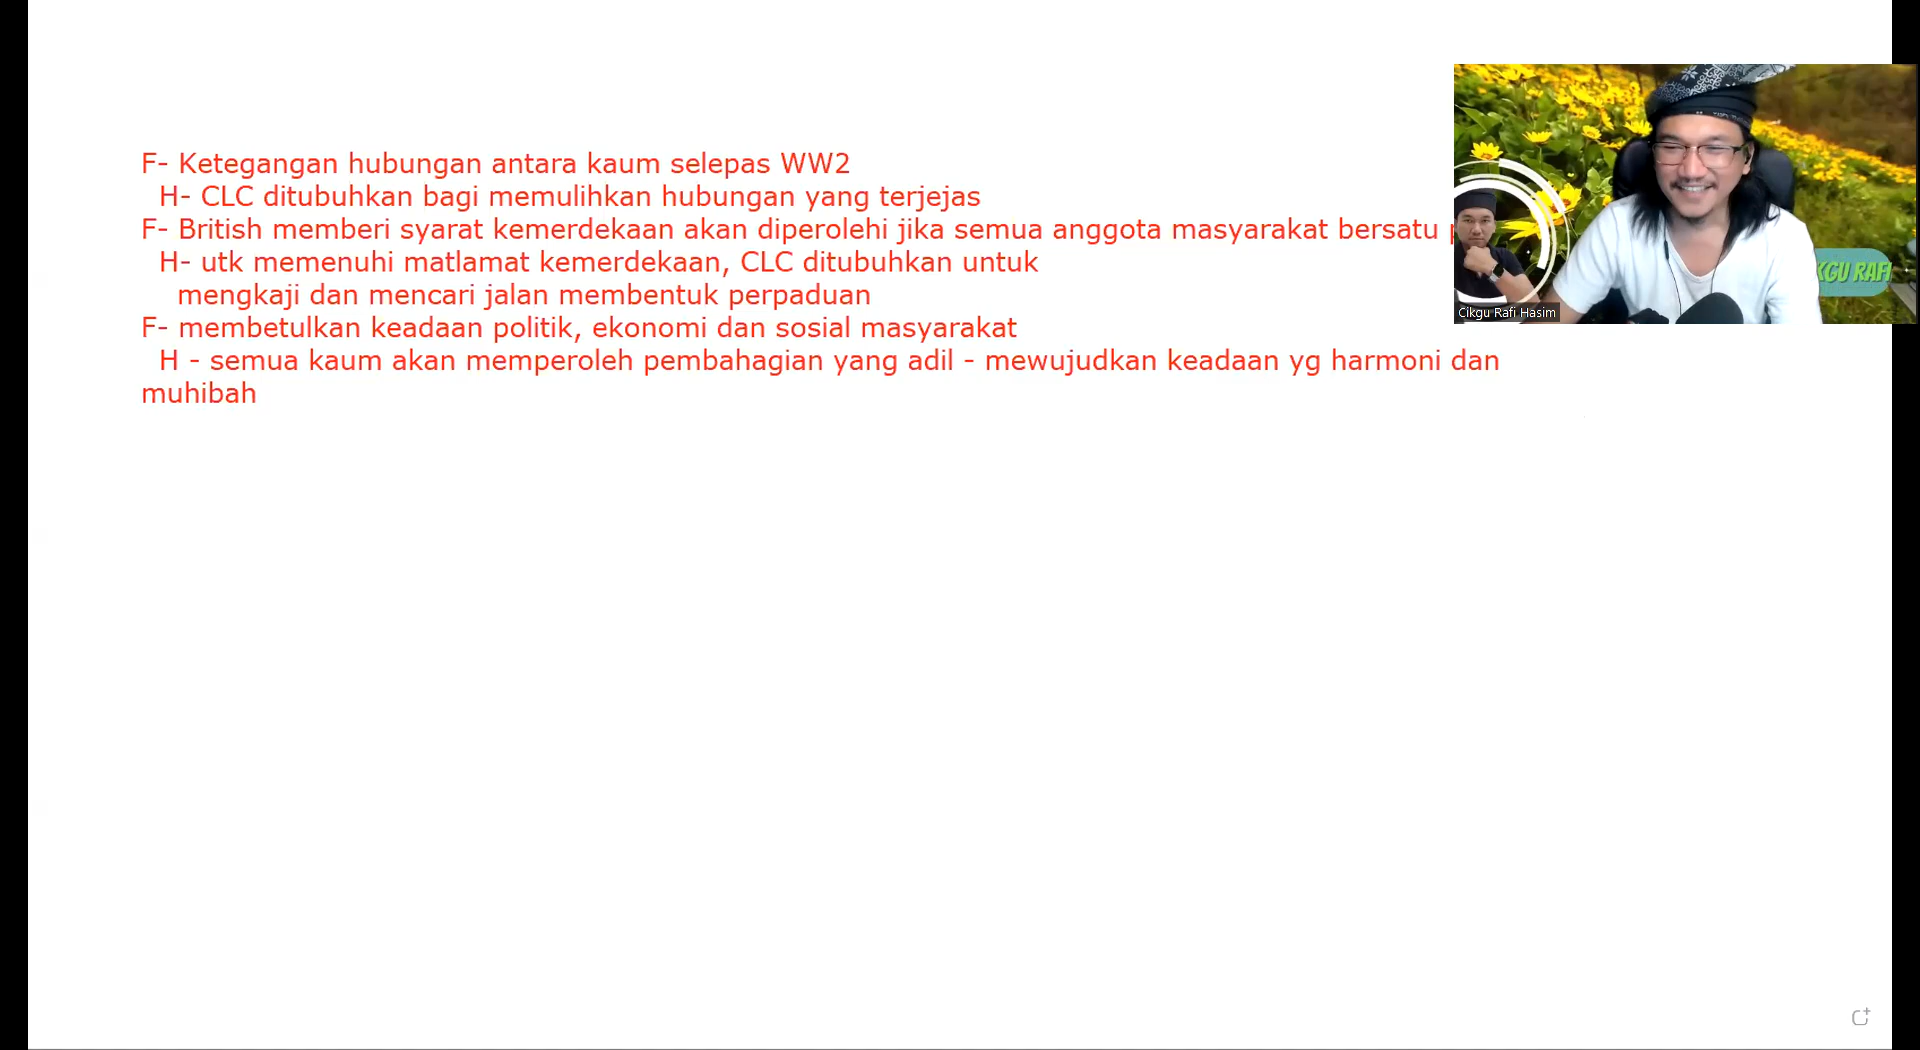 F- Ketegangan hubungan antara kaum selepas WW2
H- CLC ditubuhkan bagi memulihkan hubungan yang terjejas
F- British memberi syarat kemerdekaan akan diperolehi jika semua anggota masyarakat bersatu
H- utk memenuhi matlamat kemerdekaan, CLC ditubuhkan untuk
mengkaji dan mencari jalan membentuk perpaduan
F- membetulkan keadaan politik, ekonomi dan sosial masyarakat
H - semua kaum akan memperoleh pembahagian yang adil - mewujudkan keadaan yg harmoni dan
muhibah
KGU RAFI
Cikgu Rafi Hasim